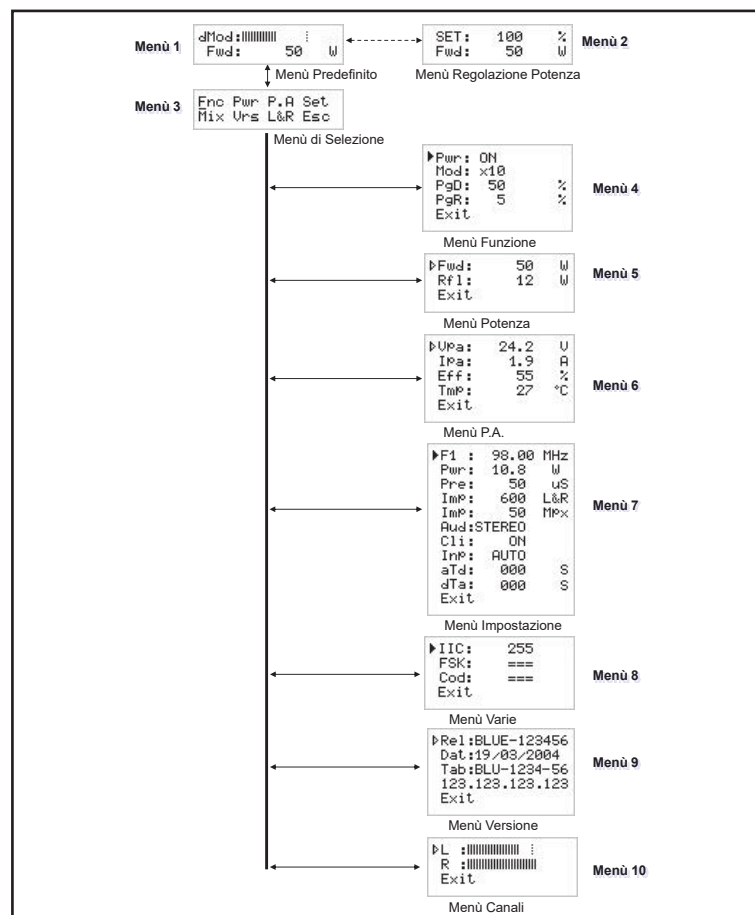 Menù 1
dMod:
Fwd: 50 W
SET: 100 %
Fwd: 50 W
Menù 2
Menù Predefinito
Menù Regolazione Potenza
Menù 3
Fnc Pwr P.A Set
Mix Vrs L&R Esc
Menù di Selezione
Pwr: ON
Mod: x10
PgD: 50 %
PgR: 5 %
Exit
Menù 4
Menù Funzione
Fwd: 50 W
Rfl: 12 W
Exit
Menù 5
Menù Potenza
Vpa: 24.2 V
Ipa: 1.9 A
Eff: 55 %
Tmp: 27 °C
Exit
Menù 6
Menù P.A.
F1 : 98.00 MHz
Pwr: 10.8 W
Pre: 50 uS
Imp: 600 L&R
Imp: 50 Mpx
Aud:STEREO
Cli: ON
Inp: AUTO
aTd: 000 S
dTa: 000 S
Exit
Menù 7
Menù Impostazione
IIC: 255
FSK: ===
Cod: ===
Exit
Menù 8
Menù Varie
Rel:BLUE-123456
Dat:19/03/2004
Tab:BLU-1234-56
123.123.123.123
Exit
Menù 9
Menù Versione
L :
R :
Exit
Menù 10
Menù Canali